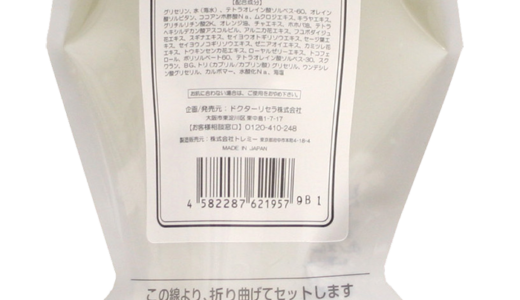 【配合成分】
グリセリン、水（海水）、テトラオレイン酸ソルベス-60、オレイン
酸ソルビタン、ココアンホ酢酸Na、ムクロジエキス、キラヤエキス、
グリチルリチン酸2K、オレンジ油、チャエキス、ホホバ油、テトラ
ヘキシルデカン酸アスコルビル、アルニカ花エキス、フユボダイジュ
花エキス、スギナエキス、セイヨウオトギリソウエキス、セージ葉エ
キス、セイヨウノコギリソウエキス、ゼニアオイエキス、カミツレ花
エキス、トウキンセンカ花エキス、ローヤルゼリーエキス、トコフェ
ロール、ポリソルベート60、テトラオレイン酸ソルベス-30、スク
ワラン、BG、トリ（カプリル/カプリン酸）グリセリル、ウンデシレ
ン酸グリセリル、カルボマー、水酸化Na、海藻
お肌に合わない場合は、ご使用をおやめ下さい。
企画/発売元：ドクターリセラ株式会社
大阪市東淀川区東中島1-7-17
【お客様相談窓口】0120-410-248
製造販売元：株式会社トレミー
MADE IN JAPAN
4 582287 621957 9BI
この線より、折り曲げてセットします